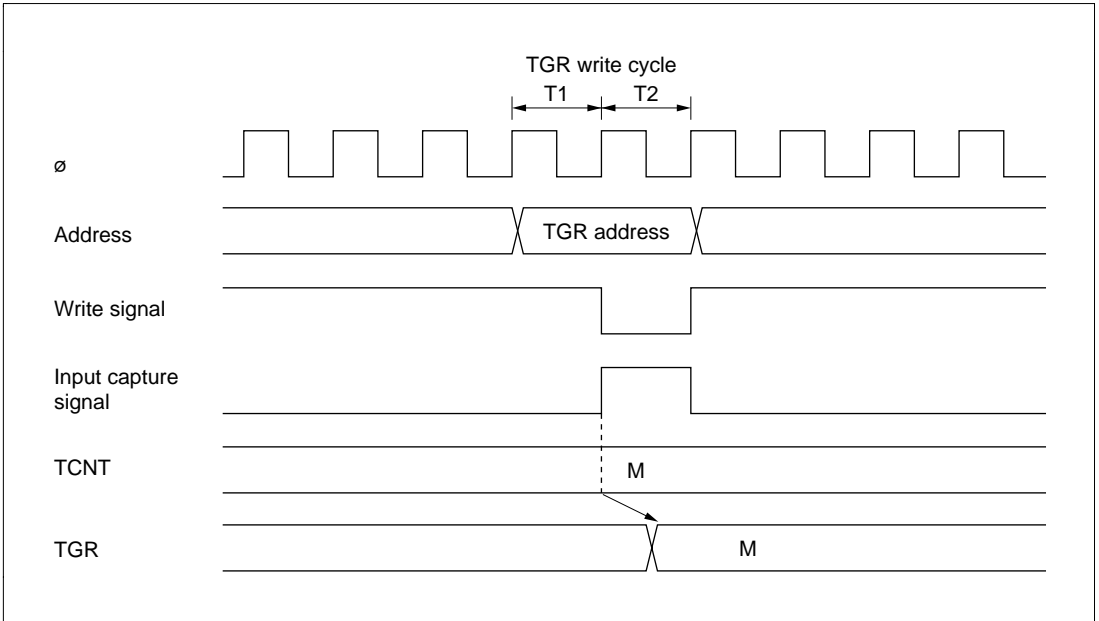 TGR write cycle
T1 T2
ø
Address
TGR address
Write signal
Input capture
signal
TCNT
M
TGR
M